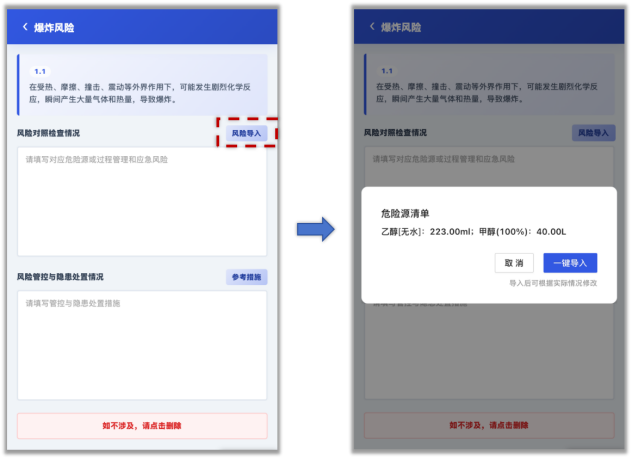 爆炸风险
1.1
在受热、摩擦、撞击、震动等外界作用下，可能发生剧烈化学反
应，瞬间产生大量气体和热量，导致爆炸。
风险对照检查情况
风险导入
请填写对应危险源或过程管理和应急风险
风险管控与隐患处置情况
参考措施
请填写管控与隐患处置措施
如不涉及，请点击删除
爆炸风险
1.1
在受热、摩擦、撞击、震动等外界作用下，可能发生剧烈化学反
应，瞬间产生大量气体和热量，导致爆炸。
风险对照检查情况
风险导入
请填写对应危险源或过程管理和应急风险
危险源清单
乙醇[无水]：223.00ml；甲醇(100%)：40.00L
取 消
一键导入
导入后可根据实际情况修改
请填写管控与隐患处置措施
如不涉及，请点击删除